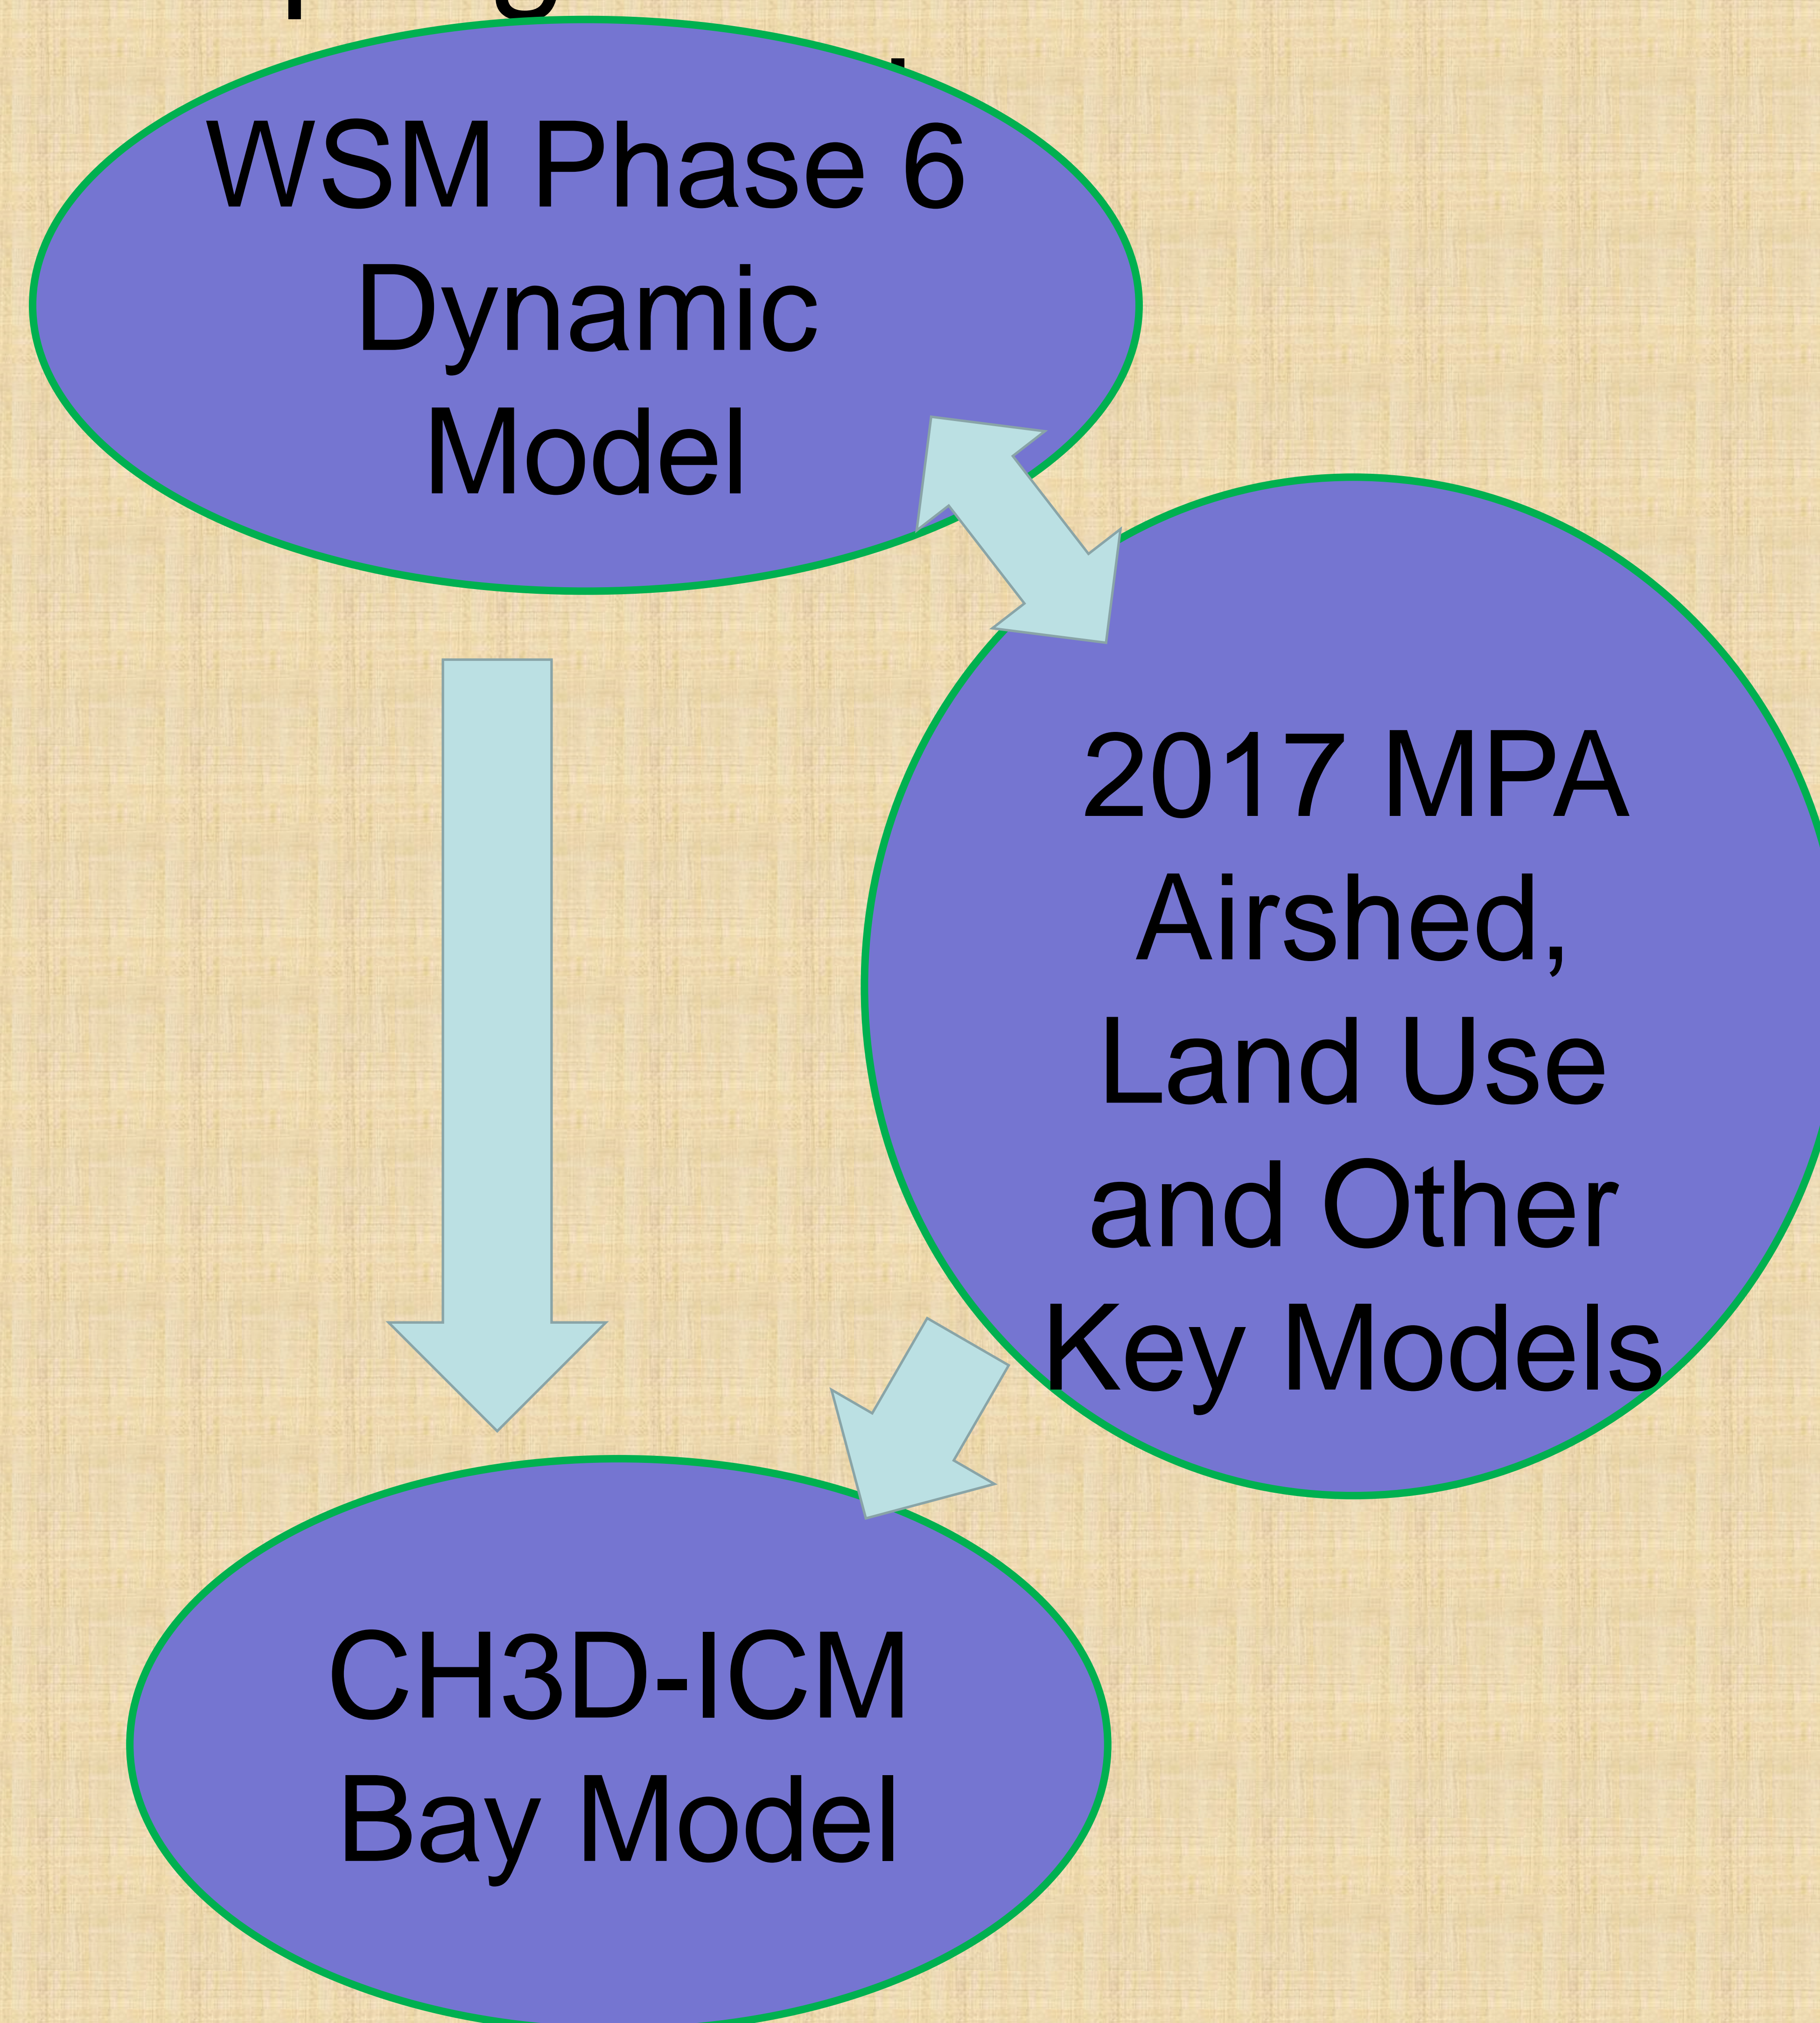 WSM Phase 6
Dynamic
Model
2017 MPA
Airshed,
Land Use
and Other
Key Models
CH3D-ICM
Bay Model